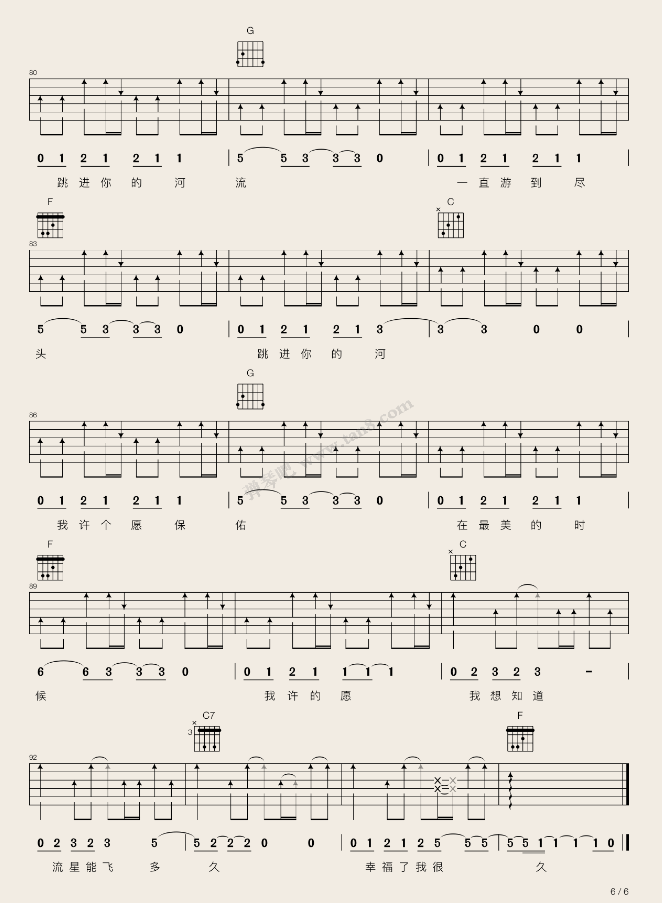 G
80
0 1 2 1 2 1 1 5 5 3 3 3 0 0 1 2 1 2 1 1
跳 进 你 的 河 流 一 直 游 到 尽
F C
83
5 5 3 3 3 0 0 1 2 1 2 1 3 3 3 0 0
头 跳 进 你 的 河
G
86
0 1 2 1 2 1 1 5 5 3 3 3 0 0 1 2 1 2 1 1
我 许 个 愿 保 佑 在 最 美 的 时
弹琴吧 www.tan8.com
F C
89
6 6 3 3 3 0 0 1 2 1 1 1 1 0 2 3 2 3 -
候 我 许 的 愿 我 想 知 道
C7 F
3
92
0 2 3 2 3 5 5 2 2 2 0 0 0 1 2 1 2 5 5 5 5 5 1 1 1 1 0
流 星 能 飞 多 久 幸 福 了 我 很 久
6 / 6